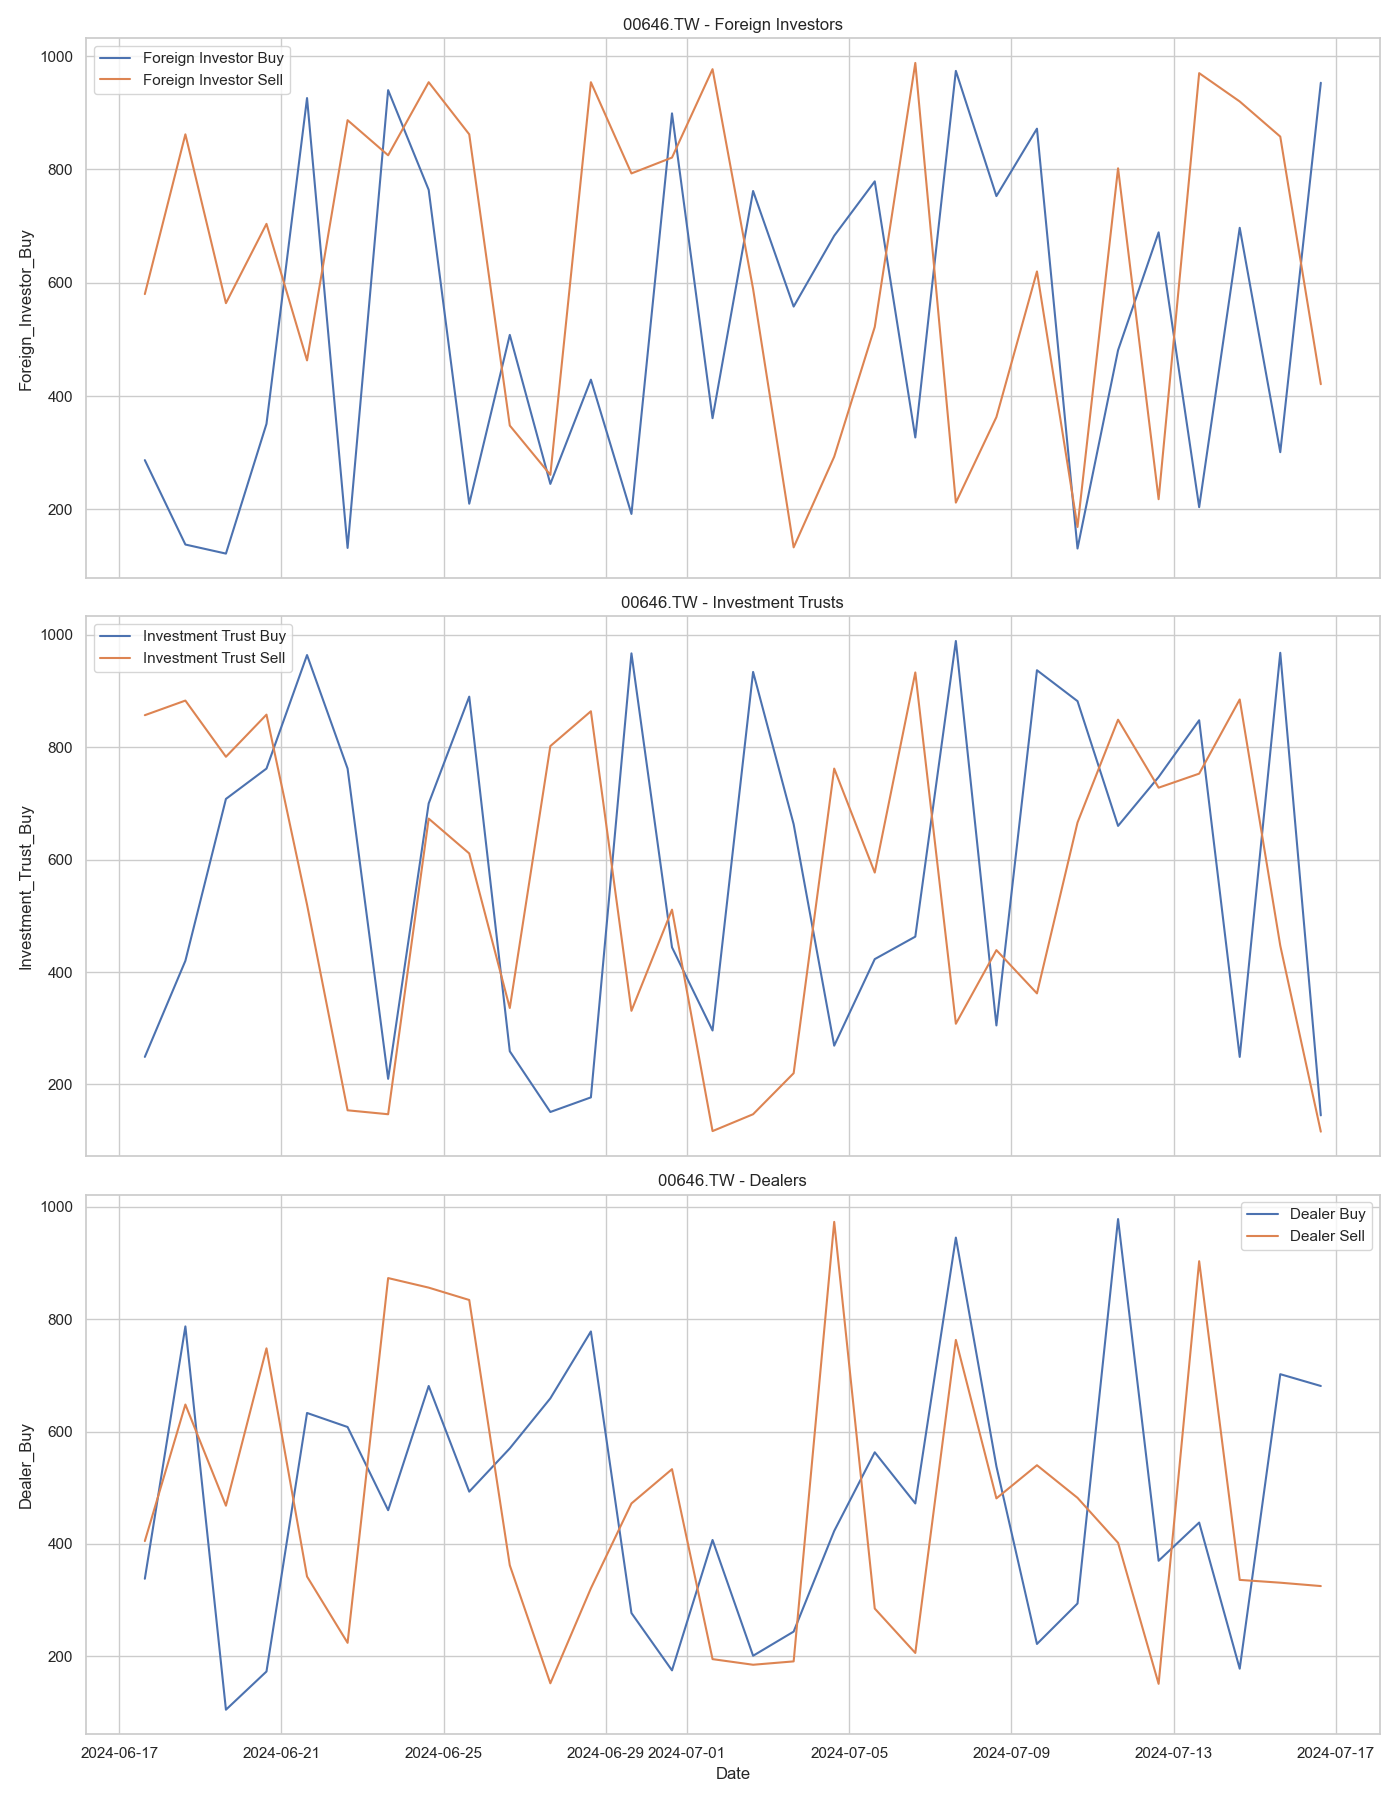 00646.TW - Foreign Investors
Foreign Investor Buy
Foreign Investor Sell
Foreign_Investor_Buy
1000
800
600
400
200
00646.TW - Investment Trusts
Investment Trust Buy
Investment Trust Sell
Investment_Trust_Buy
1000
800
600
400
200
00646.TW - Dealers
Dealer Buy
Dealer Sell
Dealer_Buy
1000
800
600
400
200
2024-06-17 2024-06-21 2024-06-25 2024-06-29 2024-07-01 2024-07-05 2024-07-09 2024-07-13 2024-07-17
Date